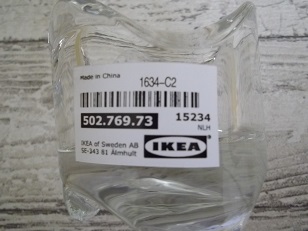 Made in China
1634-C2
502.769.73 15234
NLH
IKEA of Sweden AB
SE-343 81 Älmhult
IKEA